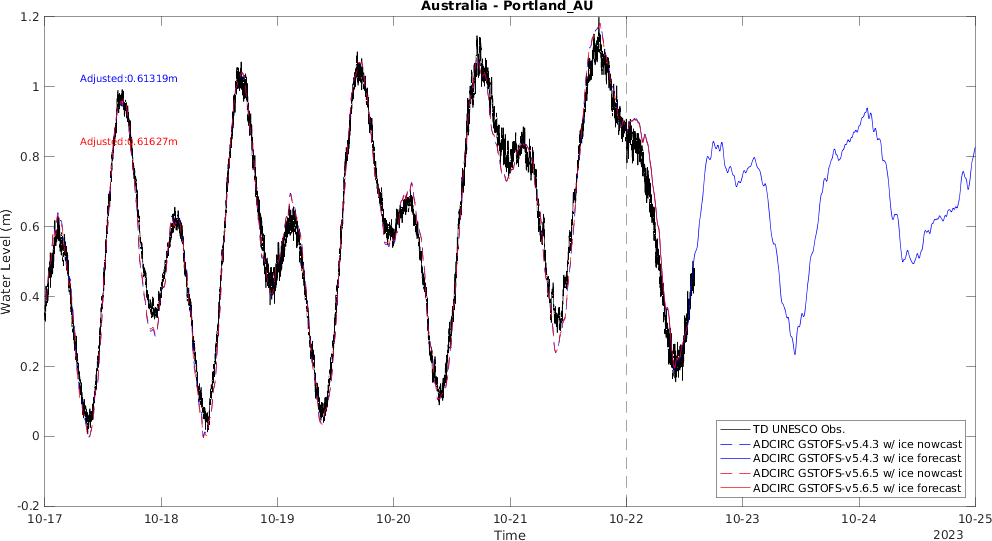 Australia - Portland_AU
1.2
1
0.8
0.6
0.4
0.2
0
-0.2
Water Level (m)
Adjusted:0.61319m
Adjusted:0.61627m
TD UNESCO Obs.
ADCIRC GSTOFS-v5.4.3 w/ ice nowcast
ADCIRC GSTOFS-v5.4.3 w/ ice forecast
ADCIRC GSTOFS-v5.6.5 w/ ice nowcast
ADCIRC GSTOFS-v5.6.5 w/ ice forecast
10-17 10-18 10-19 10-20 10-21 10-22 10-23 10-24 10-25
Time
2023